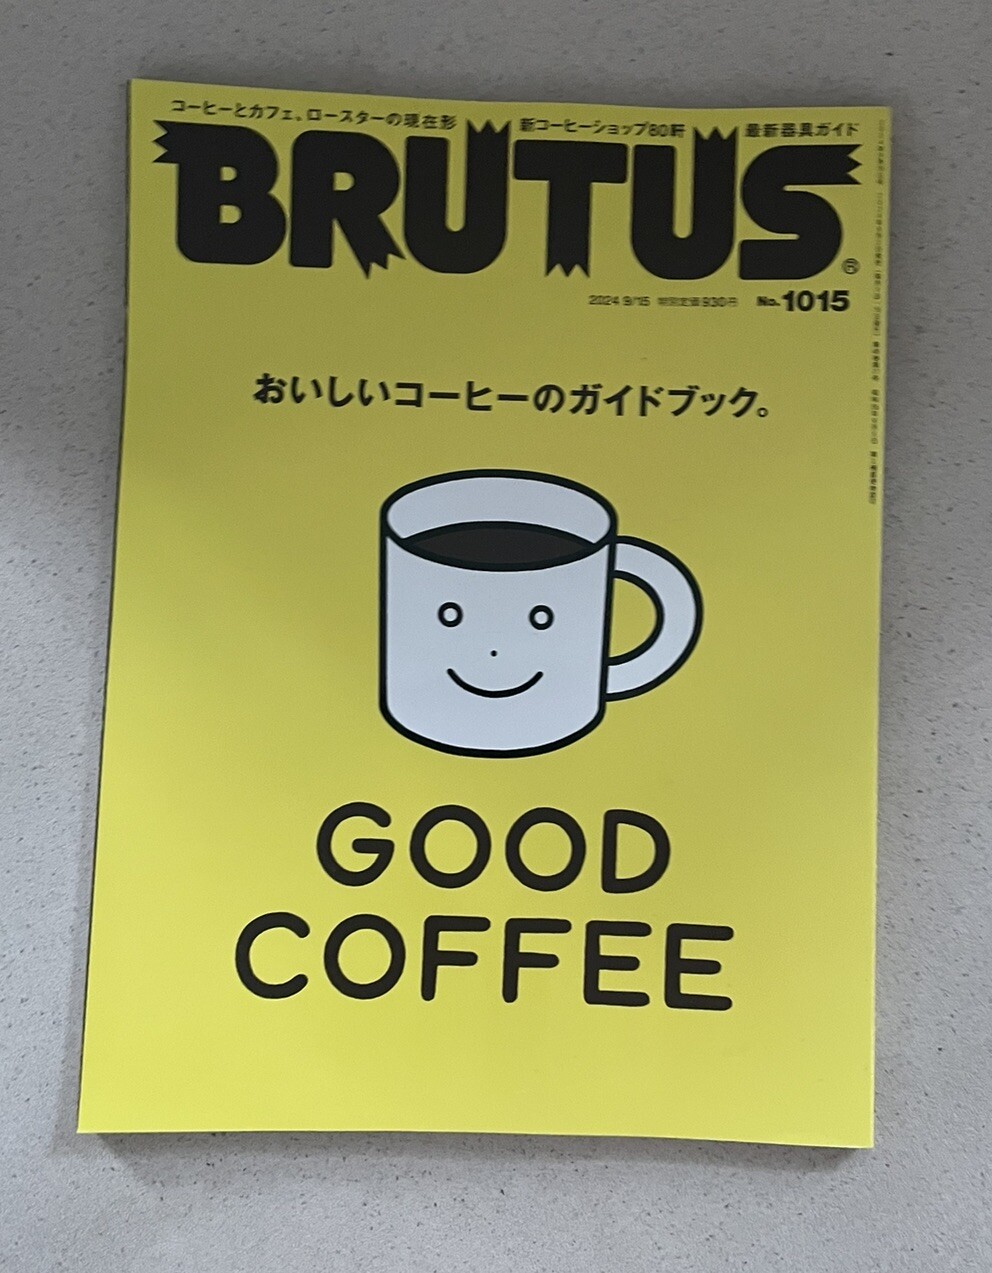 コーヒーとカフェ、ロースターの現在形 新コーヒーショップ80軒 最新器具ガイド
BRUTUS®
2024 9/15 特別定価930円 No.1015
おいしいコーヒーのガイドブック。
GOOD
COFFEE